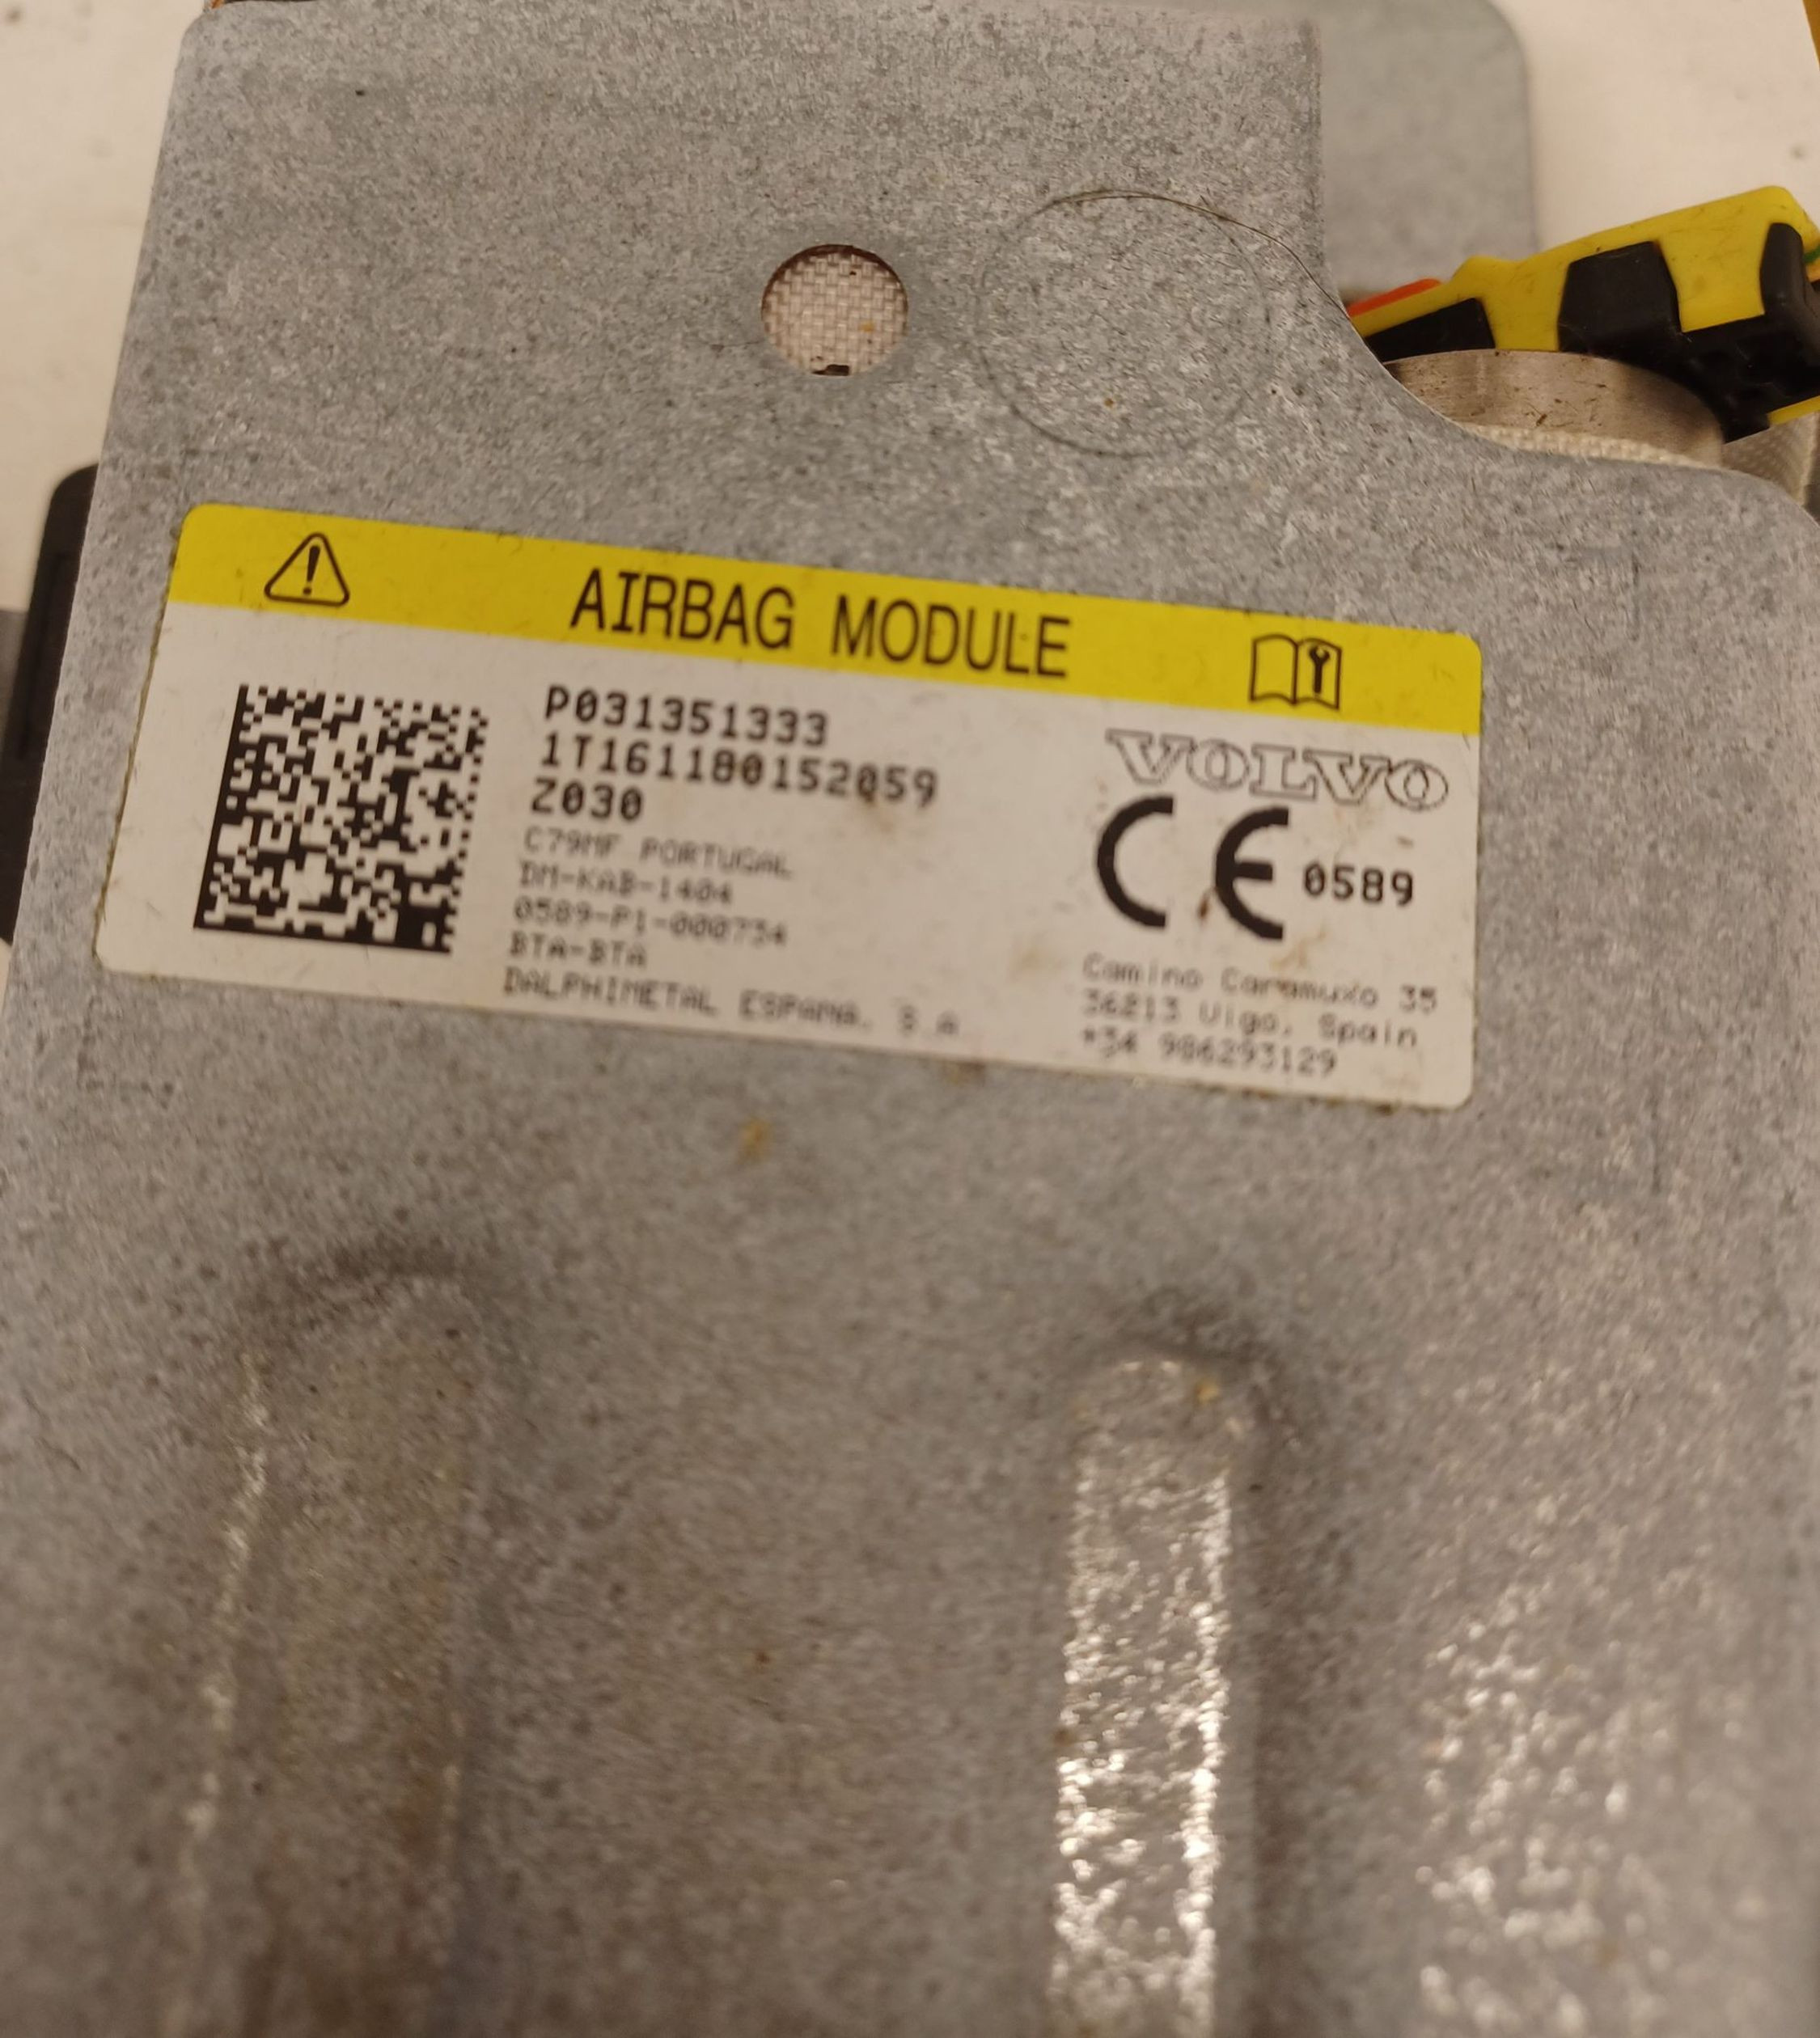 AIRBAG MODULE
P031351333
1T161180152059
Z030
C79MF PORTUGAL
DM-KAB-1404
0589-P1-000734
BTA-BTA
DALPHIMETAL ESPANA, S.A
VOLVO
CE 0589
Camino Caramuxo 35
36213 Vigo, Spain
*34 986293129